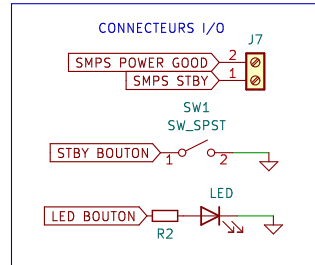 CONNECTEURS I/O
J7
SMPS POWER GOOD 2
SMPS STBY 1
SW1
SW_SPST
STBY BOUTON 1 2
LED
LED BOUTON
R2